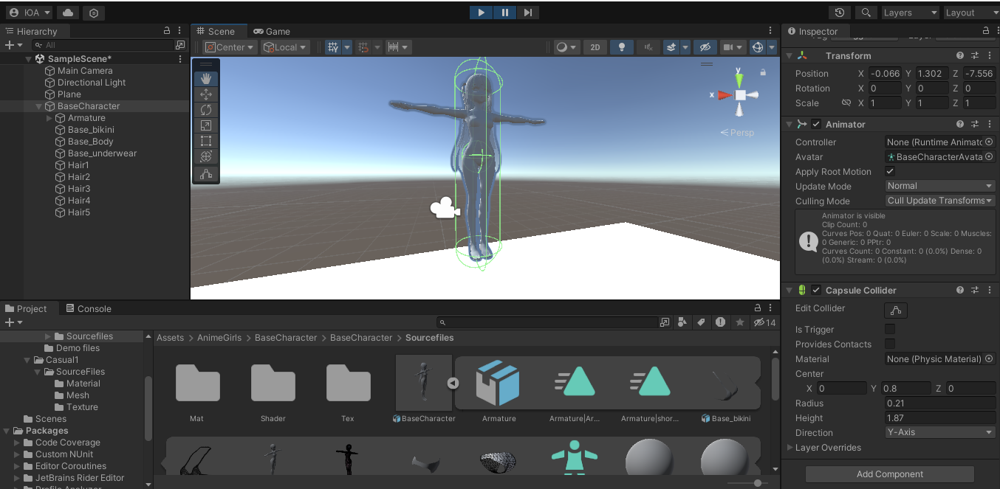 IOA
Layers
Layout
Hierarchy
All
SampleScene*
Main Camera
Directional Light
Plane
BaseCharacter
Armature
Base_bikini
Base_Body
Base_underwear
Hair1
Hair2
Hair3
Hair4
Hair5
Scene
Game
Center
Local
2D
y
x
Persp
Inspector
Transform
Position X -0.066 Y 1.302 Z -7.556
Rotation X 0 Y 0 Z 0
Scale X 1 Y 1 Z 1
Animator
Controller None (Runtime Animato
Avatar BaseCharacterAvata
Apply Root Motion
Update Mode Normal
Culling Mode Cull Update Transforms
Animator is visible
Clip Count: 0
Curves Pos: 0 Quat: 0 Euler: 0 Scale: 0 Muscles:
0 Generic: 0 PPtr: 0
Curves Count: 0 Constant: 0 (0.0%) Dense: 0
(0.0%) Stream: 0 (0.0%)
Capsule Collider
Edit Collider
Is Trigger
Provides Contacts
Material None (Physic Material)
Center
X 0 Y 0.8 Z 0
Radius 0.21
Height 1.87
Direction Y-Axis
Layer Overrides
Add Component
Project
Console
14
Sourcefiles
Demo files
Casual1
SourceFiles
Material
Mesh
Texture
Scenes
Packages
Code Coverage
Custom NUnit
Editor Coroutines
JetBrains Rider Editor
Profile Analyzer
Assets > AnimeGirls > BaseCharacter > BaseCharacter > Sourcefiles
Mat
Shader
Tex
BaseCharacter
Armature
Armature|Ar...
Armature|shor...
Base_bikini